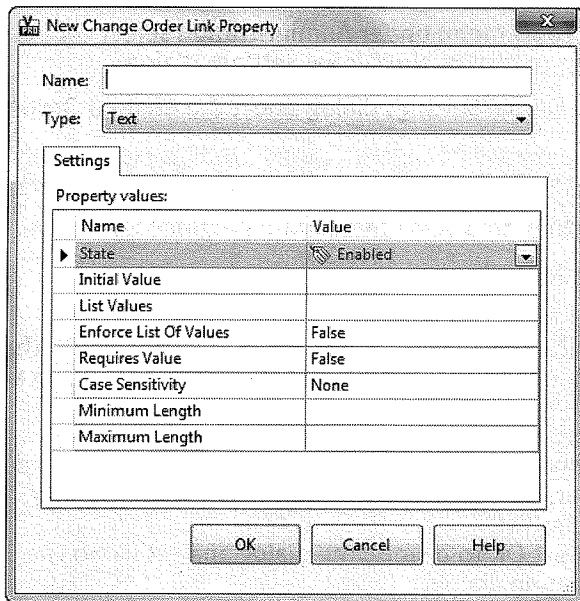 V PRO New Change Order Link Property
Name:
Type: Text
Settings
Property values:
Name Value
State Enabled
Initial Value
List Values
Enforce List Of Values False
Requires Value False
Case Sensitivity None
Minimum Length
Maximum Length
OK Cancel Help